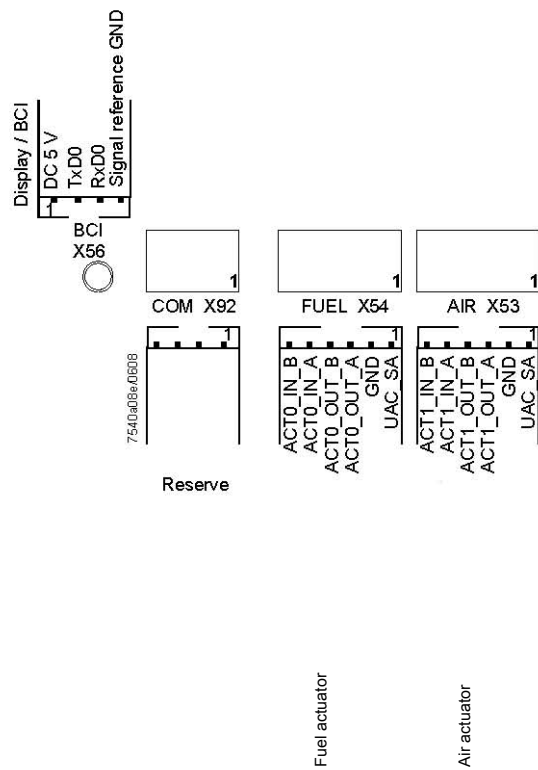 Display / BCI
DC 5 V
TxD0
RxD0
Signal reference GND
1
BCI
X56
1
1
1
COM X92
FUEL X54
AIR X53
1
1
1
7540a08e/0608
ACT0_IN_B
ACT0_IN_A
ACT0_OUT_B
ACT0_OUT_A
GND
UAC_SA
ACT1_IN_B
ACT1_IN_A
ACT1_OUT_B
ACT1_OUT_A
GND
UAC_SA
Reserve
Fuel actuator
Air actuator